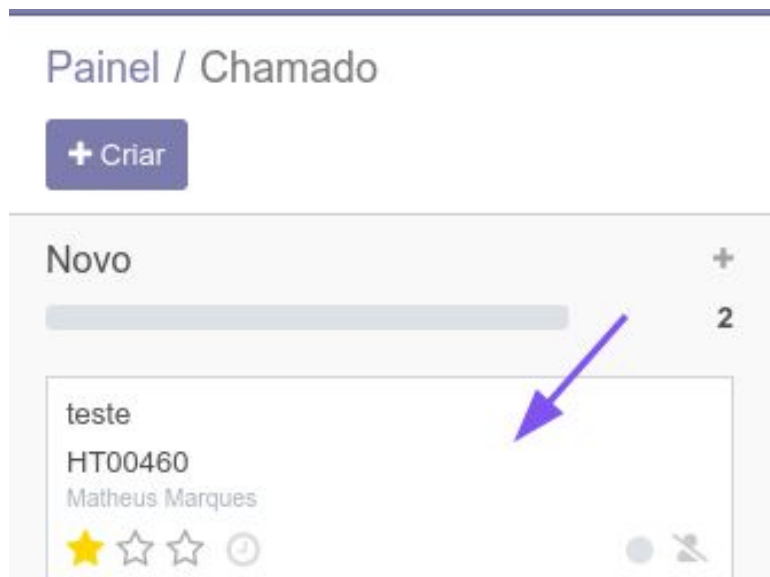 Painel / Chamado
+ Criar
Novo
2
teste
HT00460
Matheus Marques